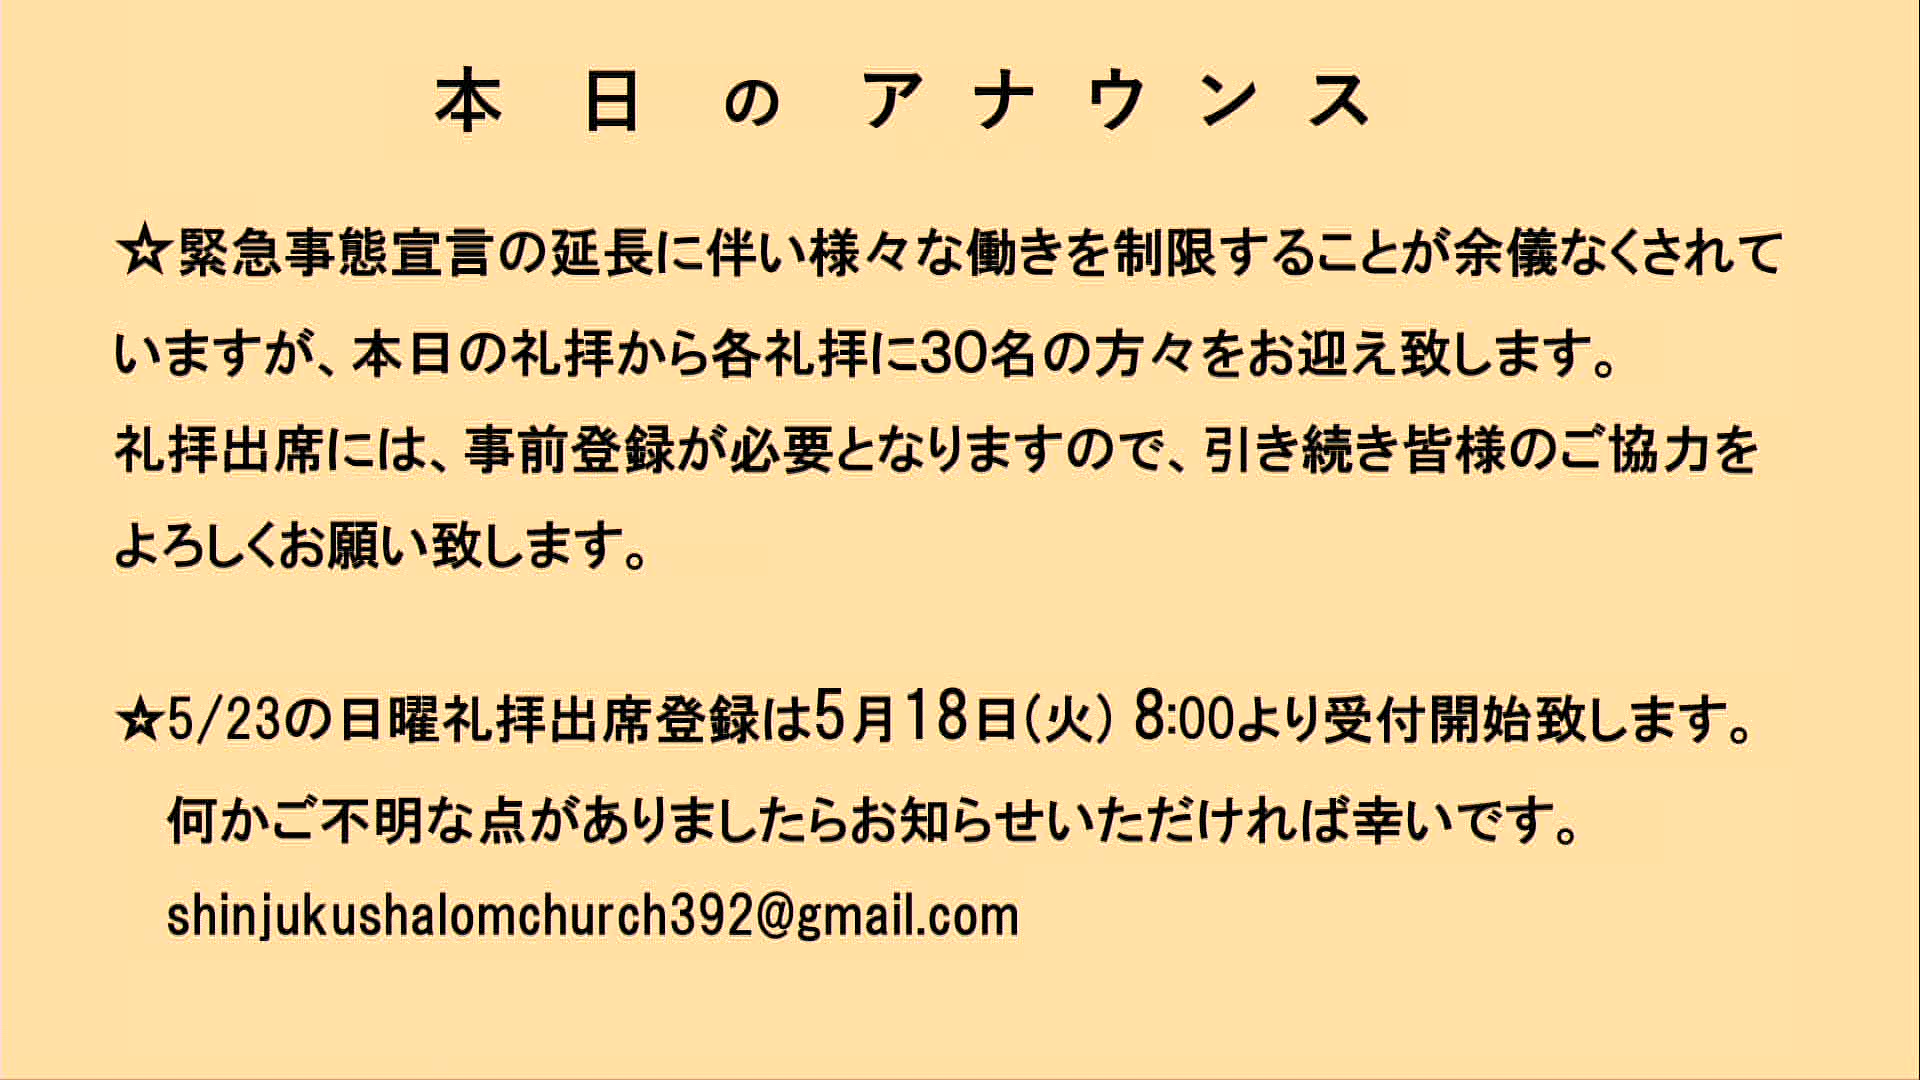 本日のアナウンス
☆緊急事態宣言の延長に伴い様々な働きを制限することが余儀なくされて
いますが、本日の礼拝から各礼拝に30名の方々をお迎え致します。
礼拝出席には、事前登録が必要となりますので、引き続き皆様のご協力を
よろしくお願い致します。
☆5/23の日曜礼拝出席登録は5月18日(火) 8:00より受付開始致します。
何かご不明な点がありましたらお知らせいただければ幸いです。
shinjukushalomchurch392@gmail.com